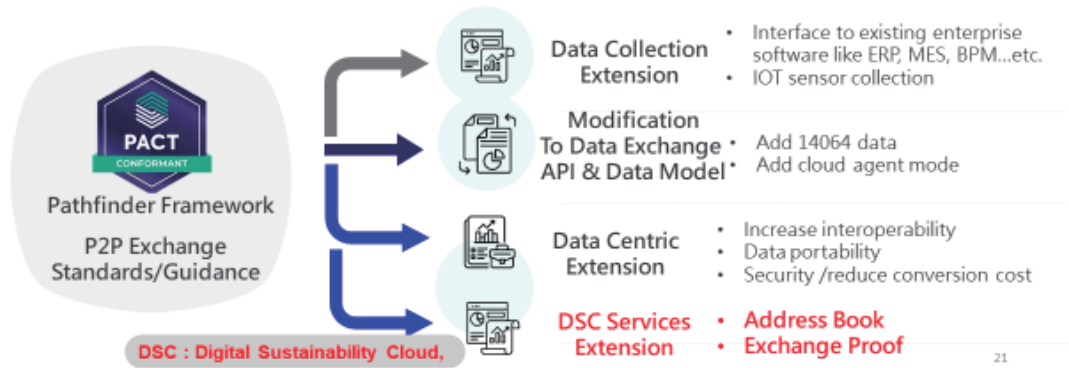 PACT
CONFORMANT
Pathfinder Framework
P2P Exchange
Standards/Guidance
DSC : Digital Sustainability Cloud,
Data Collection
Extension
• Interface to existing enterprise
software like ERP, MES, BPM...etc.
• IOT sensor collection
Modification
To Data Exchange
API & Data Model
• Add 14064 data
• Add cloud agent mode
Data Centric
Extension
• Increase interoperability
• Data portability
• Security /reduce conversion cost
DSC Services
Extension
• Address Book
• Exchange Proof
21